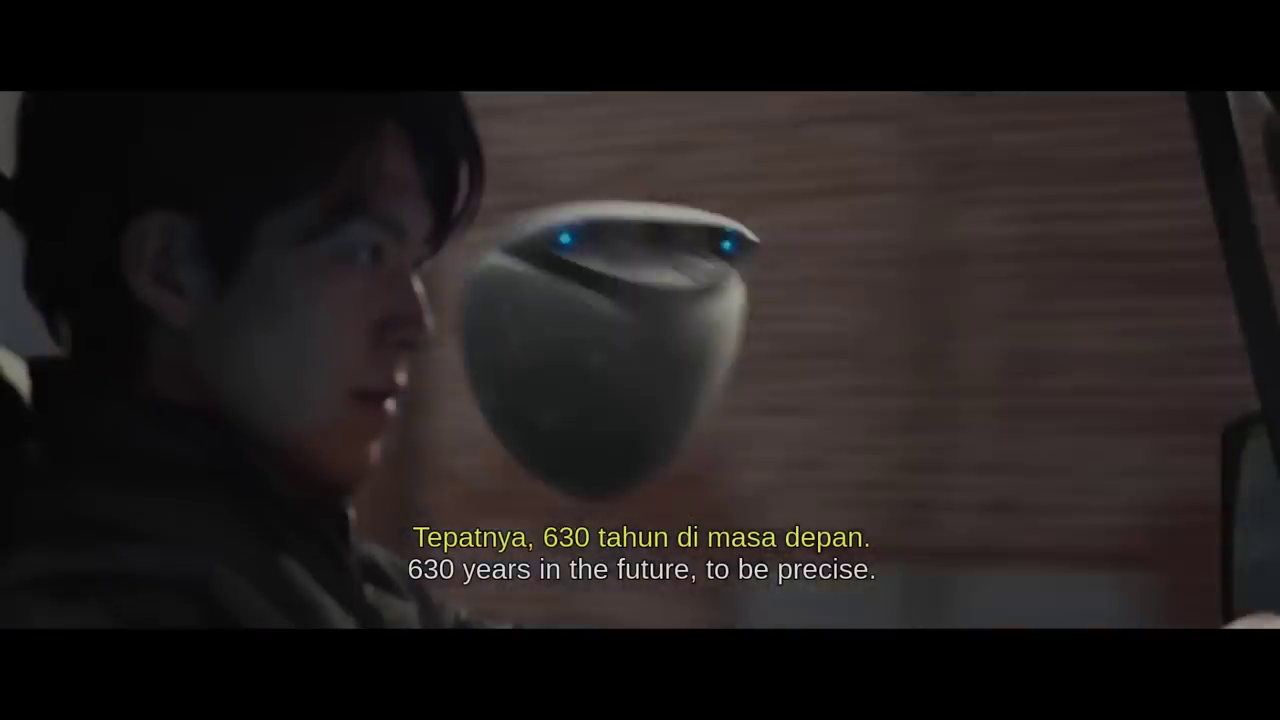 Tepatnya, 630 tahun di masa depan.
630 years in the future, to be precise.